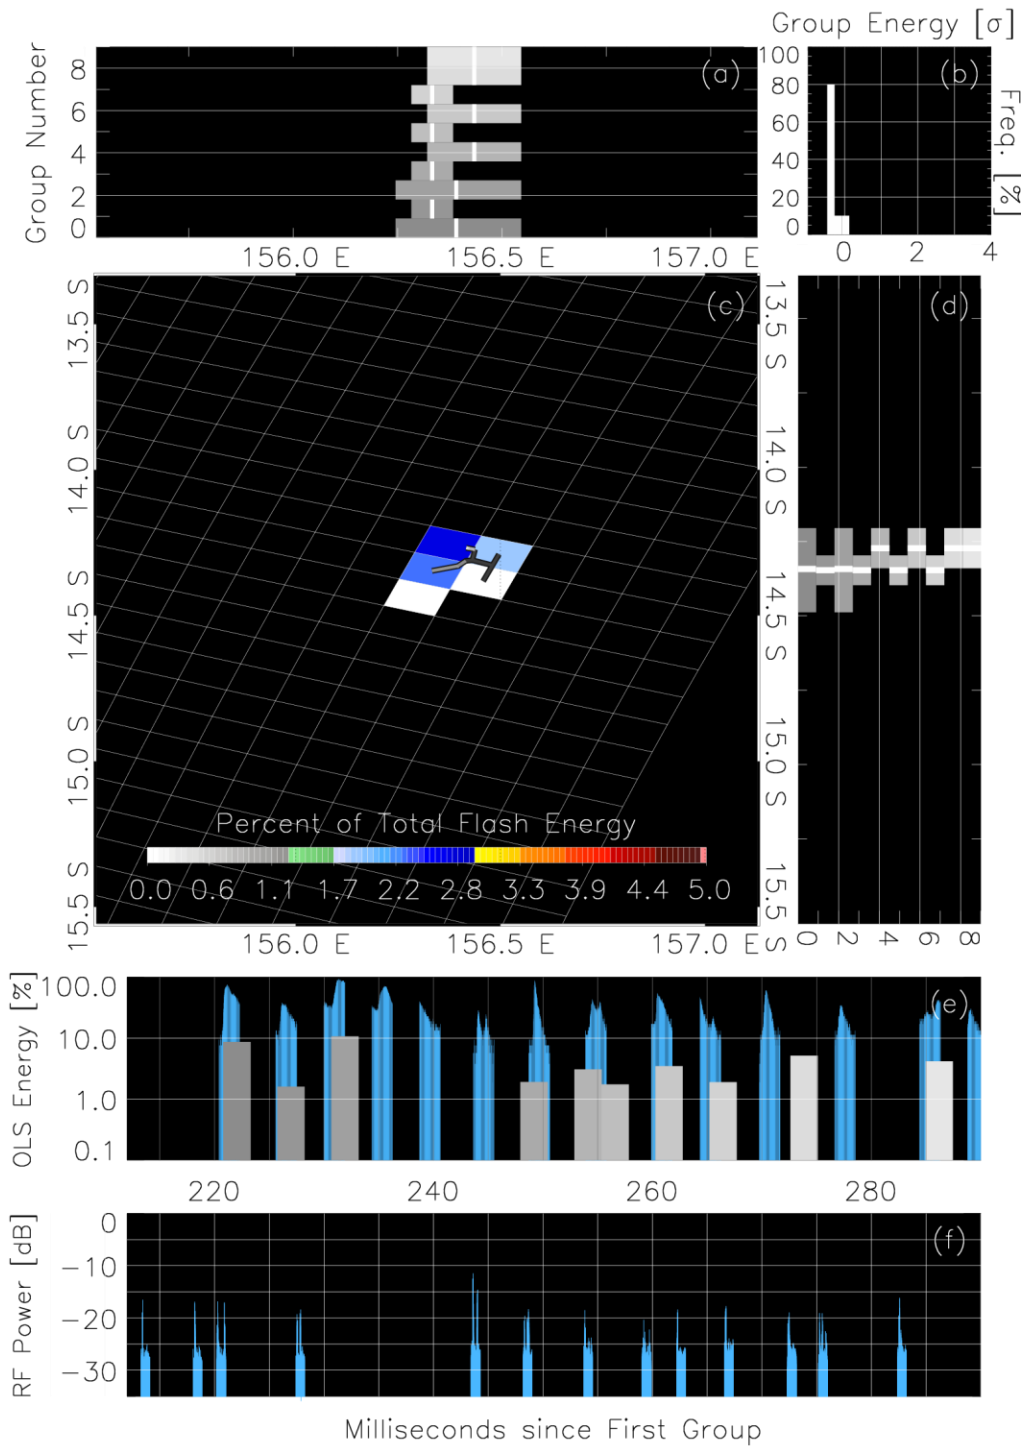 Group Energy [σ]
Group Number
8
6
4
2
0
(a)
100
80
60
40
20
0
(b)
Freq. [%]
156.0 E
156.5 E
157.0 E
0
2
4
13.5 S
14.0 S
14.5 S
15.0 S
15.5 S
(c)
13.5 S
14.0 S
14.5 S
15.0 S
15.5 S
(d)
Percent of Total Flash Energy
0.0
0.6
1.1
1.7
2.2
2.8
3.3
3.9
4.4
5.0
156.0 E
156.5 E
157.0 E
0
2
4
6
8
OLS Energy [%]
100.0
10.0
1.0
0.1
(e)
220
240
260
280
RF Power [dB]
0
−10
−20
−30
(f)
Milliseconds since First Group